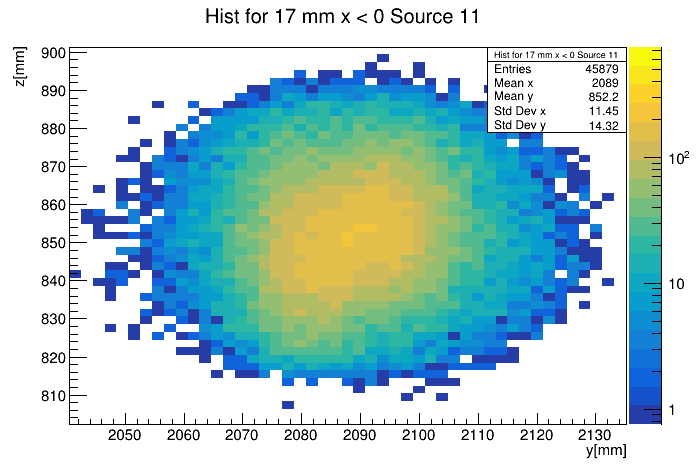 Hist for 17 mm x < 0 Source 11
z[mm]
900
890
880
870
860
850
840
830
820
810
Hist for 17 mm x < 0 Source 11
Entries 45879
Mean x 2089
Mean y 852.2
Std Dev x 11.45
Std Dev y 14.32
10²
10
1
2050 2060 2070 2080 2090 2100 2110 2120 2130
y[mm]